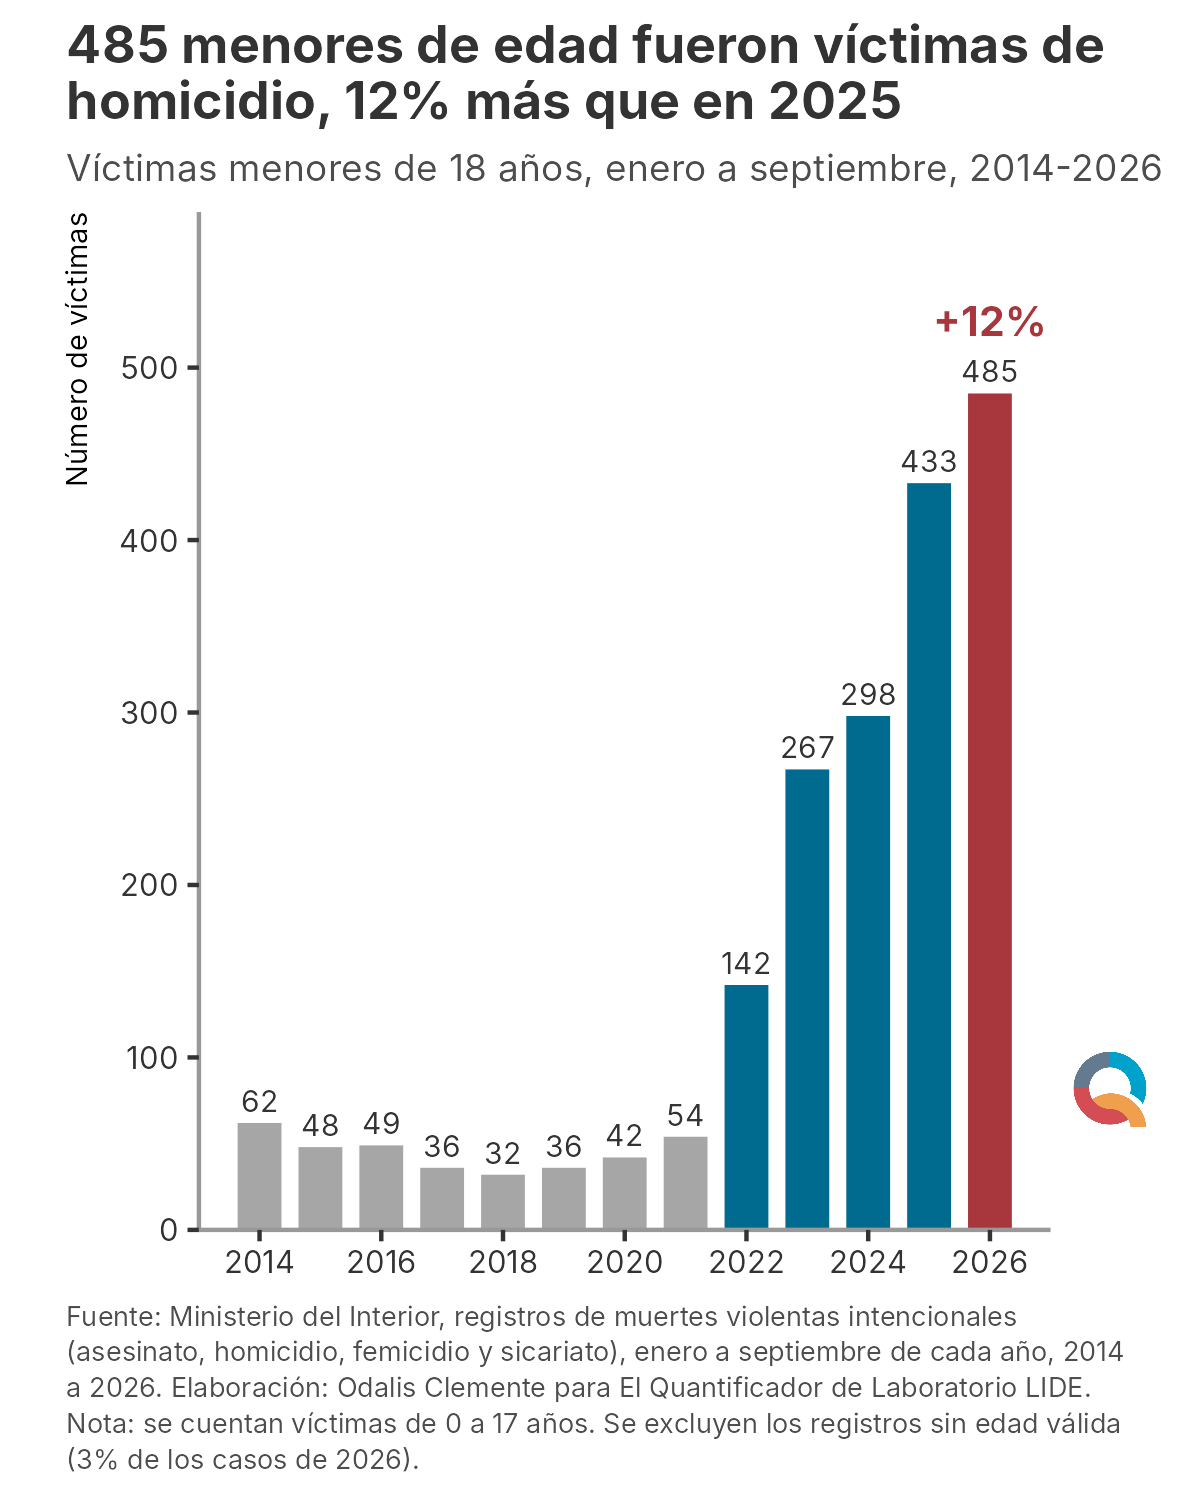 485 menores de edad fueron víctimas de
homicidio, 12% más que en 2025
Víctimas menores de 18 años, enero a septiembre, 2014-2026
Número de víctimas
+12%
500
485
433
400
300
298
267
200
142
100
62
48
49
36
32
36
42
54
0
2014 2016 2018 2020 2022 2024 2026
Fuente: Ministerio del Interior, registros de muertes violentas intencionales
(asesinato, homicidio, femicidio y sicariato), enero a septiembre de cada año, 2014
a 2026. Elaboración: Odalis Clemente para El Quantificador de Laboratorio LIDE.
Nota: se cuentan víctimas de 0 a 17 años. Se excluyen los registros sin edad válida
(3% de los casos de 2026).